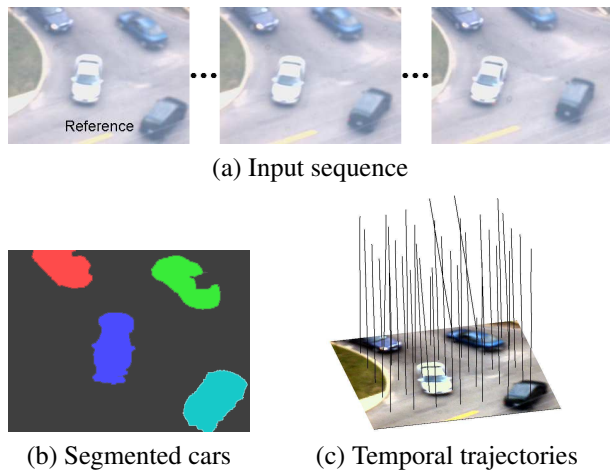 Reference
(a) Input sequence
(b) Segmented cars
(c) Temporal trajectories